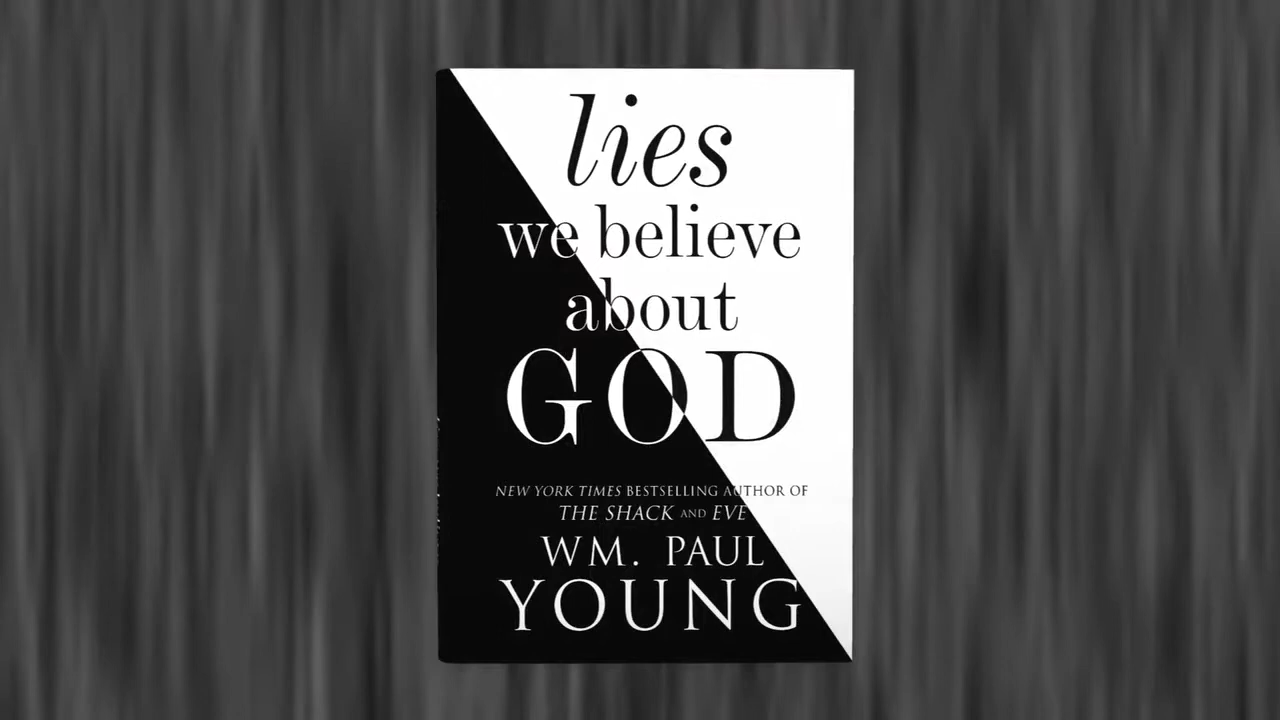 lies
we believe
about
GOD
NEW YORK TIMES BESTSELLING AUTHOR OF
THE SHACK AND EVE
WM. PAUL
YOUNG